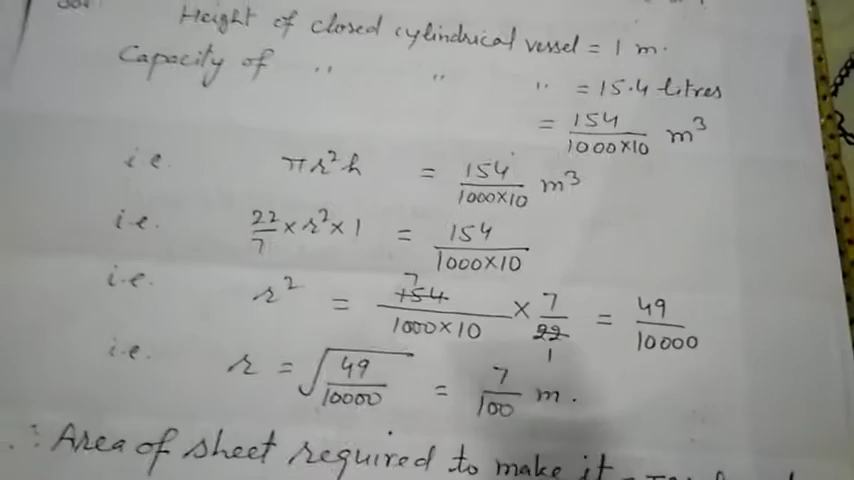 Height of closed cylindrical vessel = 1 m.
Capacity of " " " = 15.4 litres
= 154/1000×10 m³
i.e. πr²h = 154/1000×10 m³
i.e. 22/7 × r² × 1 = 154/1000×10
i.e. r² = 7 154/1000×10 × 7/22 1 = 49/10000
i.e. r = √49/10000 = 7/100 m.
∴ Area of sheet required to make it =